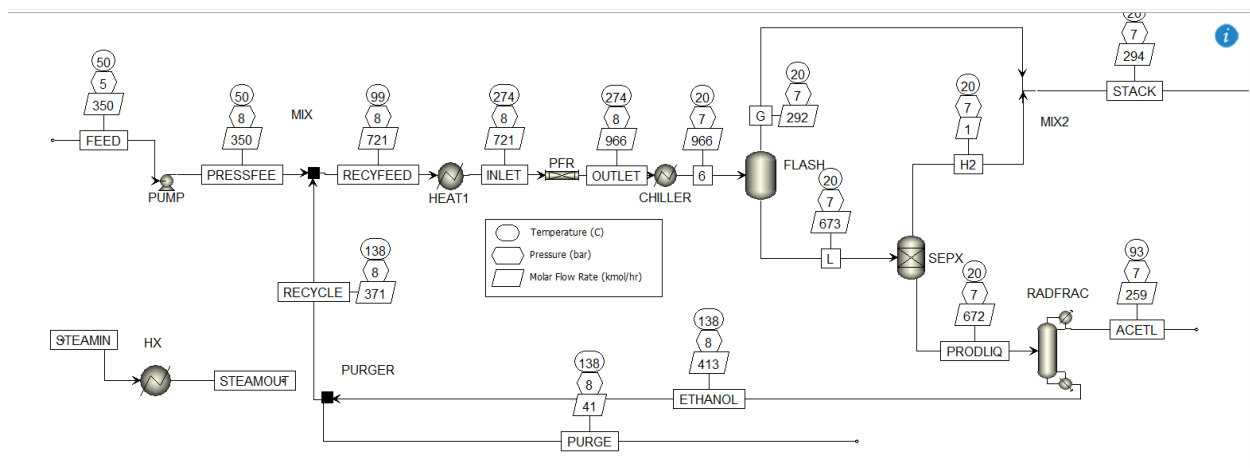 50
5
350
FEED
PUMP
50
8
350
PRESSFEE
MIX
99
8
721
RECYFEED
HEAT1
274
8
721
INLET
PFR
274
8
966
OUTLET
CHILLER
20
7
966
6
G
20
7
292
FLASH
20
7
673
L
20
7
1
H2
MIX2
20
7
294
STACK
i
SEPX
20
7
672
PRODLIQ
RADFRAC
93
7
259
ACETL
Temperature (C)
Pressure (bar)
Molar Flow Rate (kmol/hr)
138
8
371
RECYCLE
STEAMIN
HX
STEAMOUT
PURGER
138
8
41
PURGE
138
8
413
ETHANOL